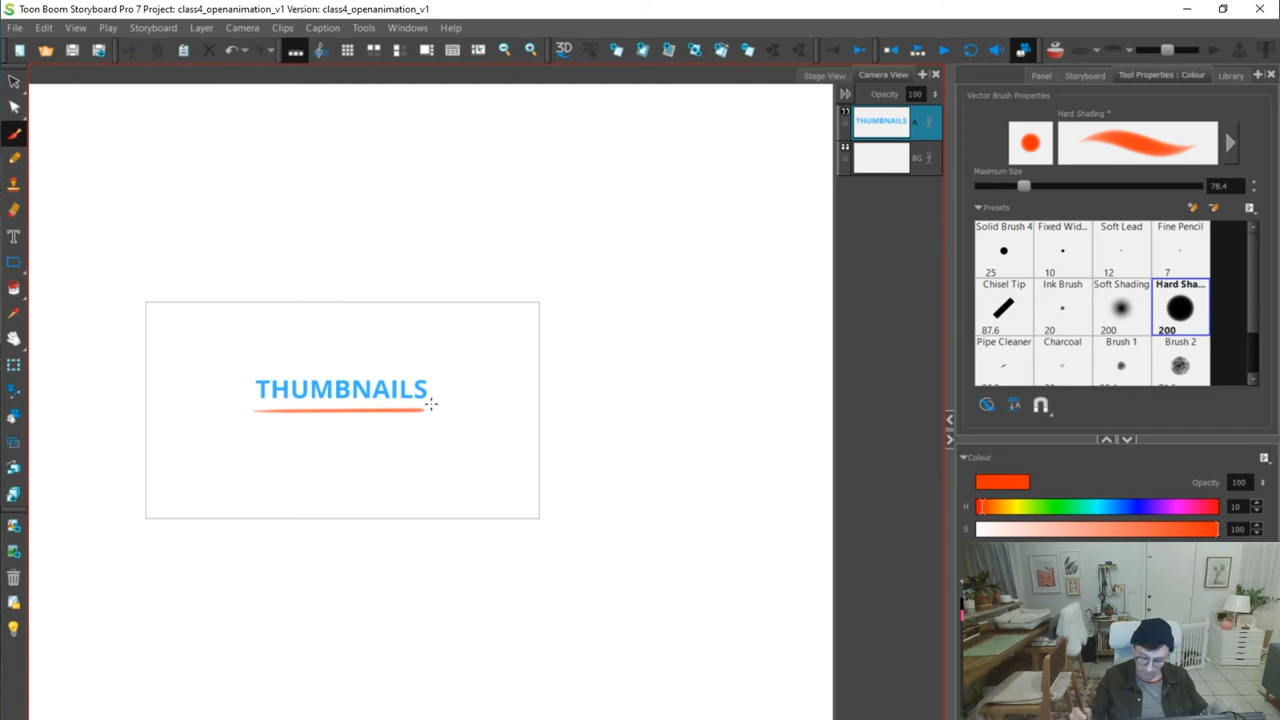 Toon Boom Storyboard Pro 7 Project: class4_openanimation_v1 Version: class4_openanimation_v1
File Edit View Play Storyboard Layer Camera Clips Caption Tools Windows Help
3D
Stage View Camera View Panel Storyboard Tool Properties : Colour Library
Opacity 100
THUMBNAILS A
BG
Vector Brush Properties
Hard Shading *
Maximum Size
78.4
Presets
Solid Brush 4 Fixed Wid... Soft Lead Fine Pencil
25 10 12 7
Chisel Tip Ink Brush Soft Shading Hard Sha...
87.6 20 200 200
Pipe Cleaner Charcoal Brush 1 Brush 2
THUMBNAILS
Colour
Opacity 100
H 10
S 100